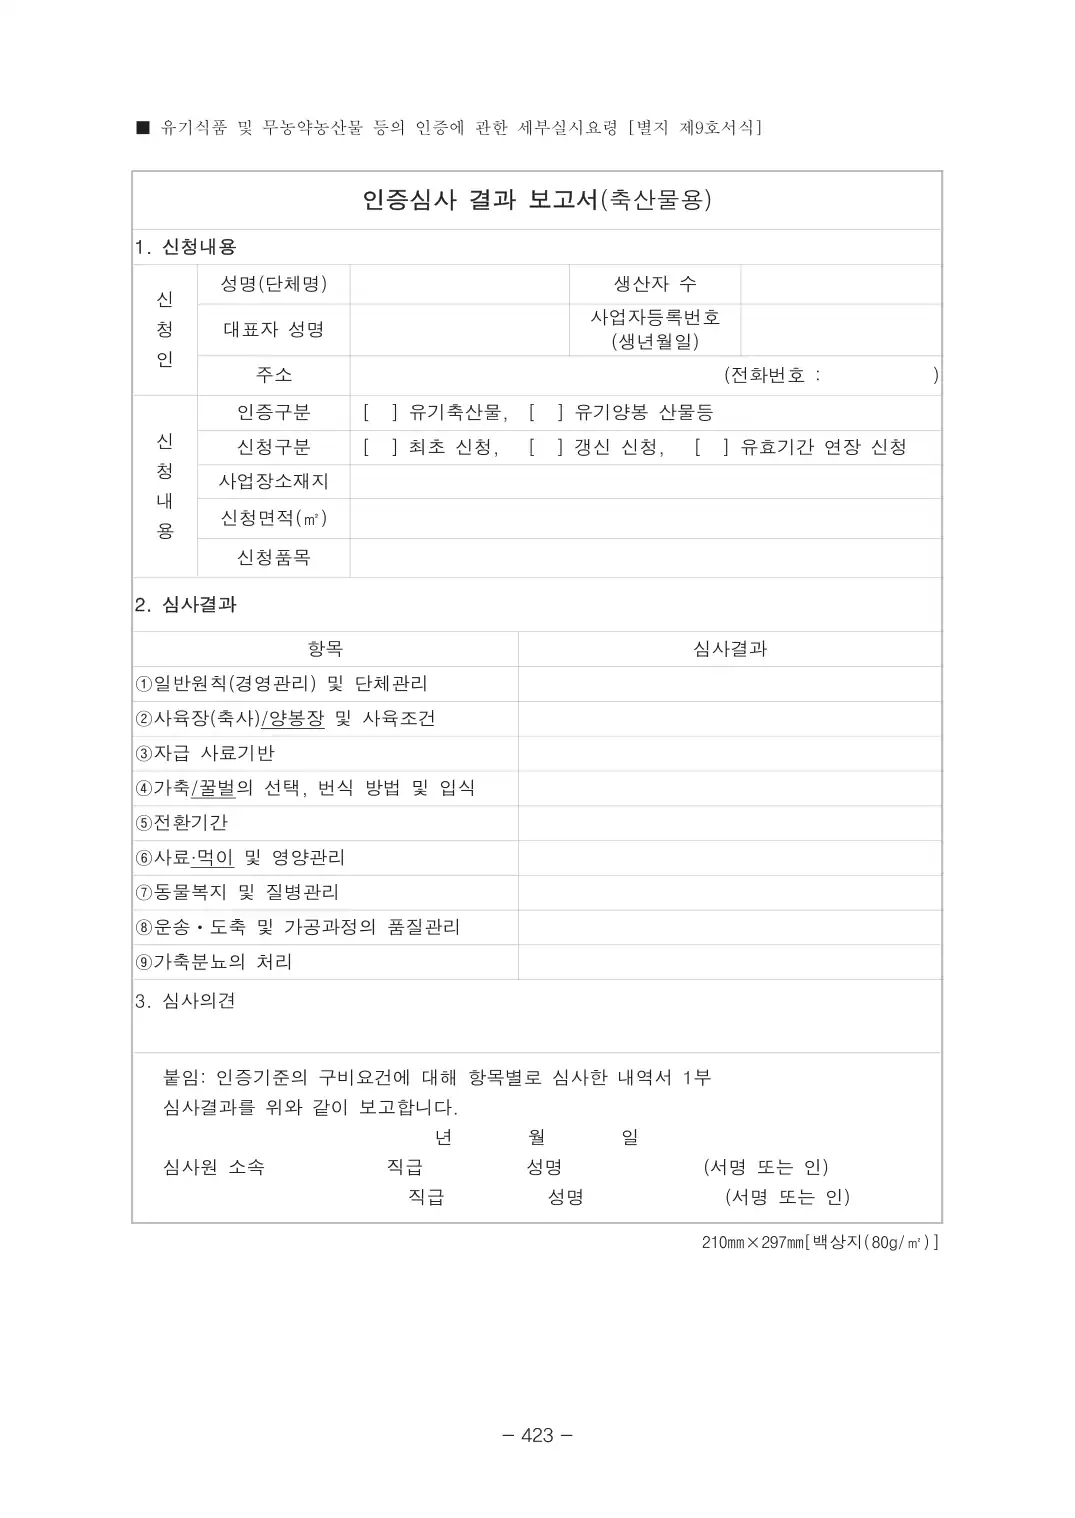 ■ 유기식품 및 무농약농산물 등의 인증에 관한 세부실시요령 [별지 제9호서식]
인증심사 결과 보고서(축산물용)
1. 신청내용
신청인
성명(단체명)
생산자 수
대표자 성명
사업자등록번호
(생년월일)
주소
(전화번호 : )
신청내용
인증구분
[ ] 유기축산물, [ ] 유기양봉 산물등
신청구분
[ ] 최초 신청, [ ] 갱신 신청, [ ] 유효기간 연장 신청
사업장소재지
신청면적(㎡)
신청품목
2. 심사결과
항목 심사결과
①일반원칙(경영관리) 및 단체관리
②사육장(축사)/양봉장 및 사육조건
③자급 사료기반
④가축/꿀벌의 선택, 번식 방법 및 입식
⑤전환기간
⑥사료·먹이 및 영양관리
⑦동물복지 및 질병관리
⑧운송·도축 및 가공과정의 품질관리
⑨가축분뇨의 처리
3. 심사의견
붙임: 인증기준의 구비요건에 대해 항목별로 심사한 내역서 1부
심사결과를 위와 같이 보고합니다.
년 월 일
심사원 소속 직급 성명 (서명 또는 인)
직급 성명 (서명 또는 인)
210㎜×297㎜[백상지(80g/㎡)]
- 423 -